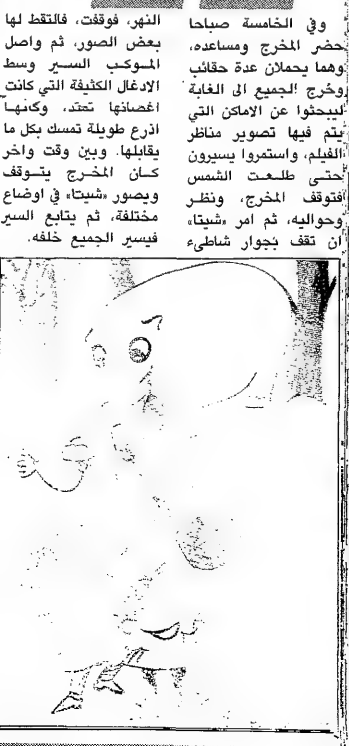 وفي الخامسة صباحا
حضر المخرج ومساعده،
وهما يحملان عدة حقائب
وخرج الجميع الى الغابة
ليبحثوا عن الاماكن التي
يتم فيها تصوير مناظر
الفيلم، واستمروا يسيرون
حتى طلعت الشمس
فتوقف المخرج، ونظر
وحواليه، ثم امر «شيتا»
ان تقف بجوار شاطىء
النهر، فوقفت، فالتقط لها
بعض الصور، ثم واصل
الموكب السير وسط
الادغال الكثيفة التي كانت
اغصانها تمتد، وكأنها
اذرع طويلة تمسك بكل ما
يقابلها. وبين وقت واخر
كان المخرج يتوقف
ويصور «شيتا» في اوضاع
مختلفة، ثم يتابع السير
فيسير الجميع خلفه.